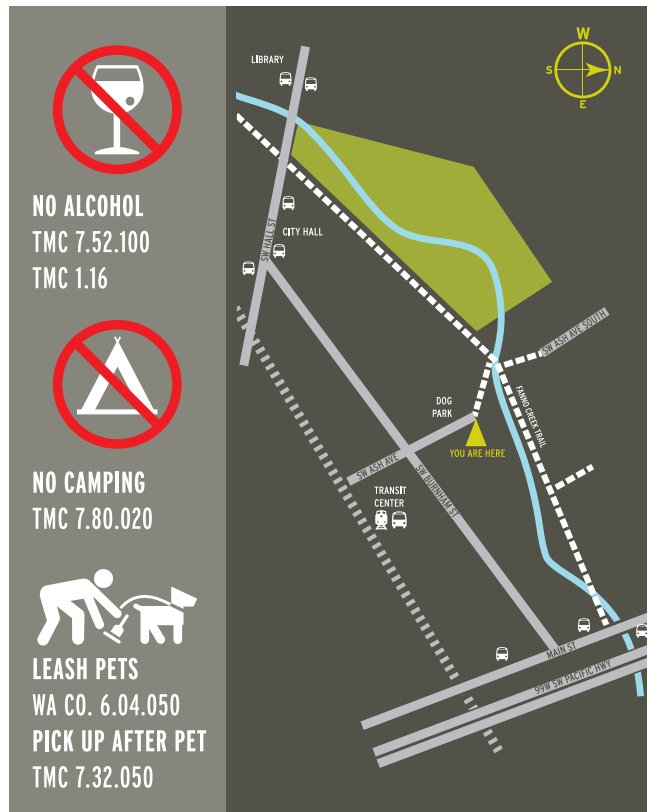 NO ALCOHOL
TMC 7.52.100
TMC 1.16
NO CAMPING
TMC 7.80.020
LEASH PETS
WA CO. 6.04.050
PICK UP AFTER PET
TMC 7.32.050
W
S
N
E
LIBRARY
SW HALL ST
CITY HALL
SW ASH AVE SOUTH
DOG
PARK
FANNO CREEK TRAIL
YOU ARE HERE
SW ASH AVE
SW BURNHAM ST
TRANSIT
CENTER
MAIN ST
99W SW PACIFIC HWY